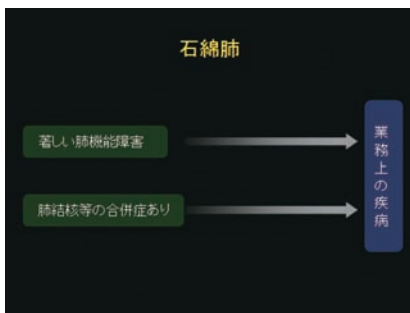 石綿肺
著しい肺機能障害
肺結核等の合併症あり
業務上の疾病